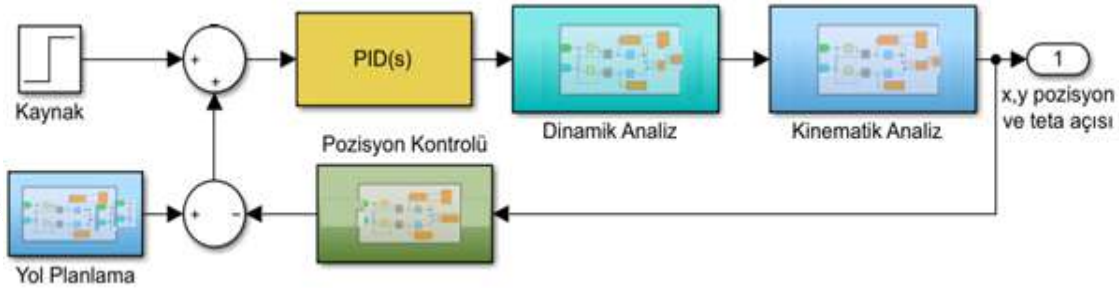 Kaynak
+
+
PID(s)
Dinamik Analiz
Kinematik Analiz
1
x,y pozisyon
ve teta açısı
Pozisyon Kontrolü
+
−
Yol Planlama